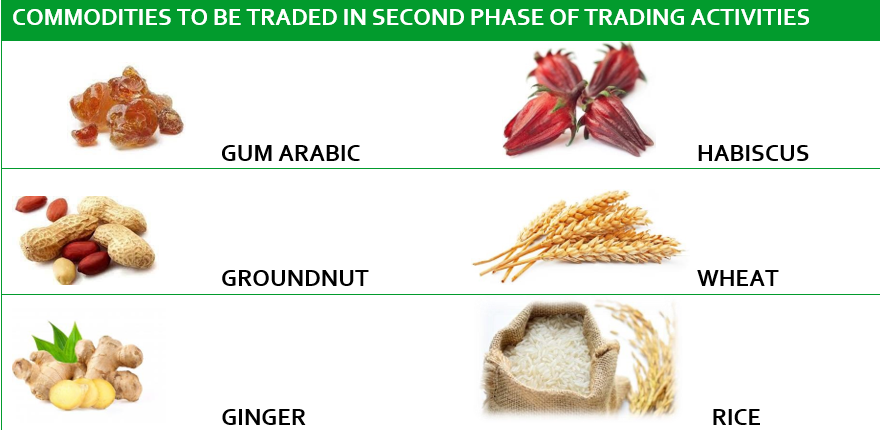 COMMODITIES TO BE TRADED IN SECOND PHASE OF TRADING ACTIVITIES
GUM ARABIC
HABISCUS
GROUNDNUT
WHEAT
GINGER
RICE